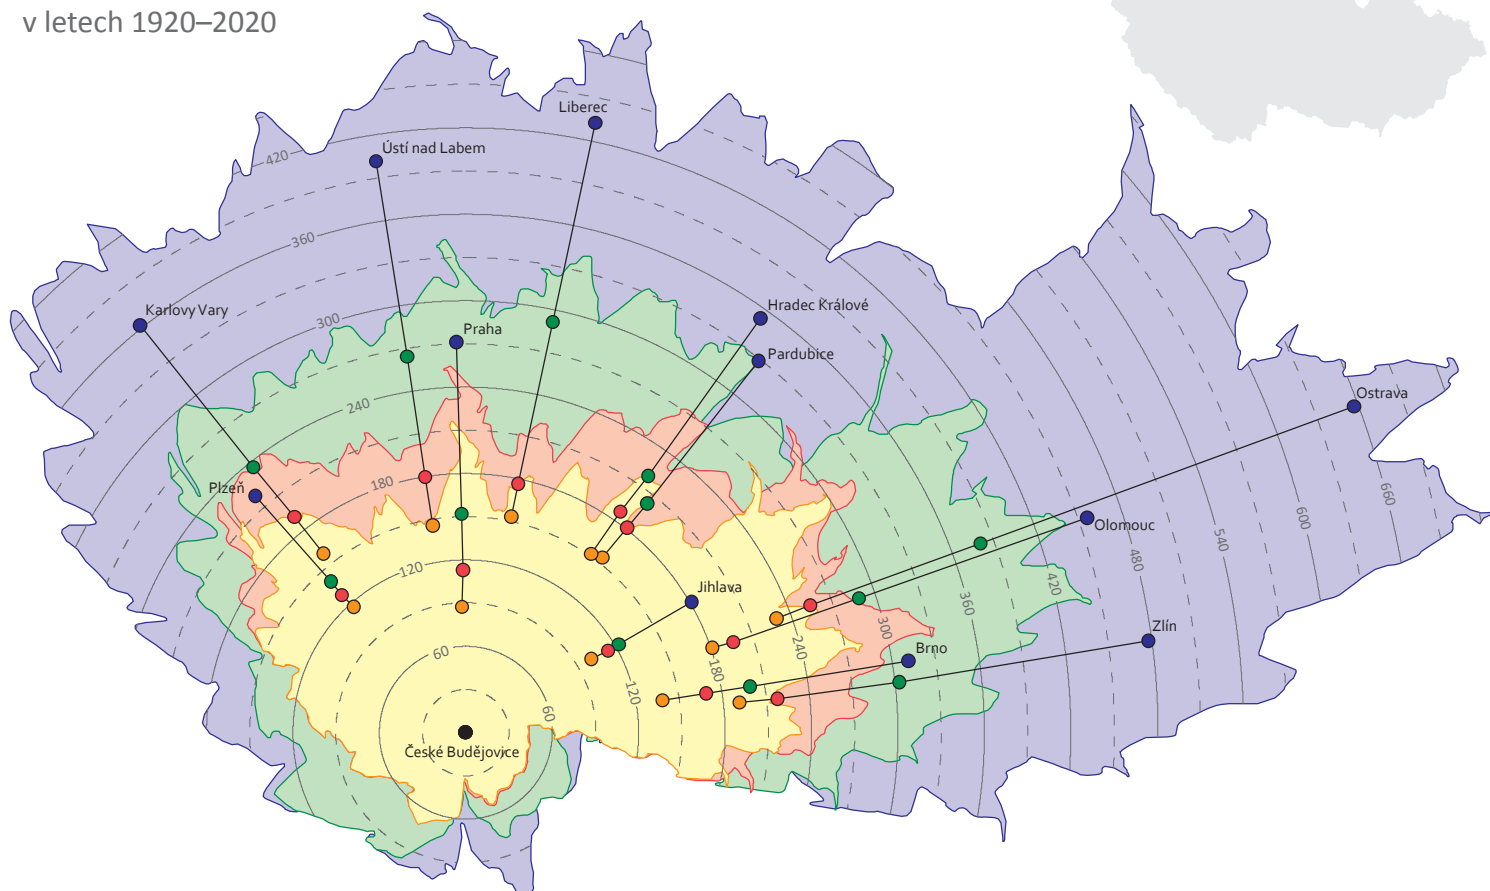 v letech 1920–2020
Liberec
Ústí nad Labem
420
360
Karlovy Vary
300
Praha
Hradec Králové
Pardubice
Ostrava
240
Plzeň
180
660
600
Olomouc
540
480
120
Jihlava
420
360
300
Zlín
60
240
Brno
180
120
60
České Budějovice